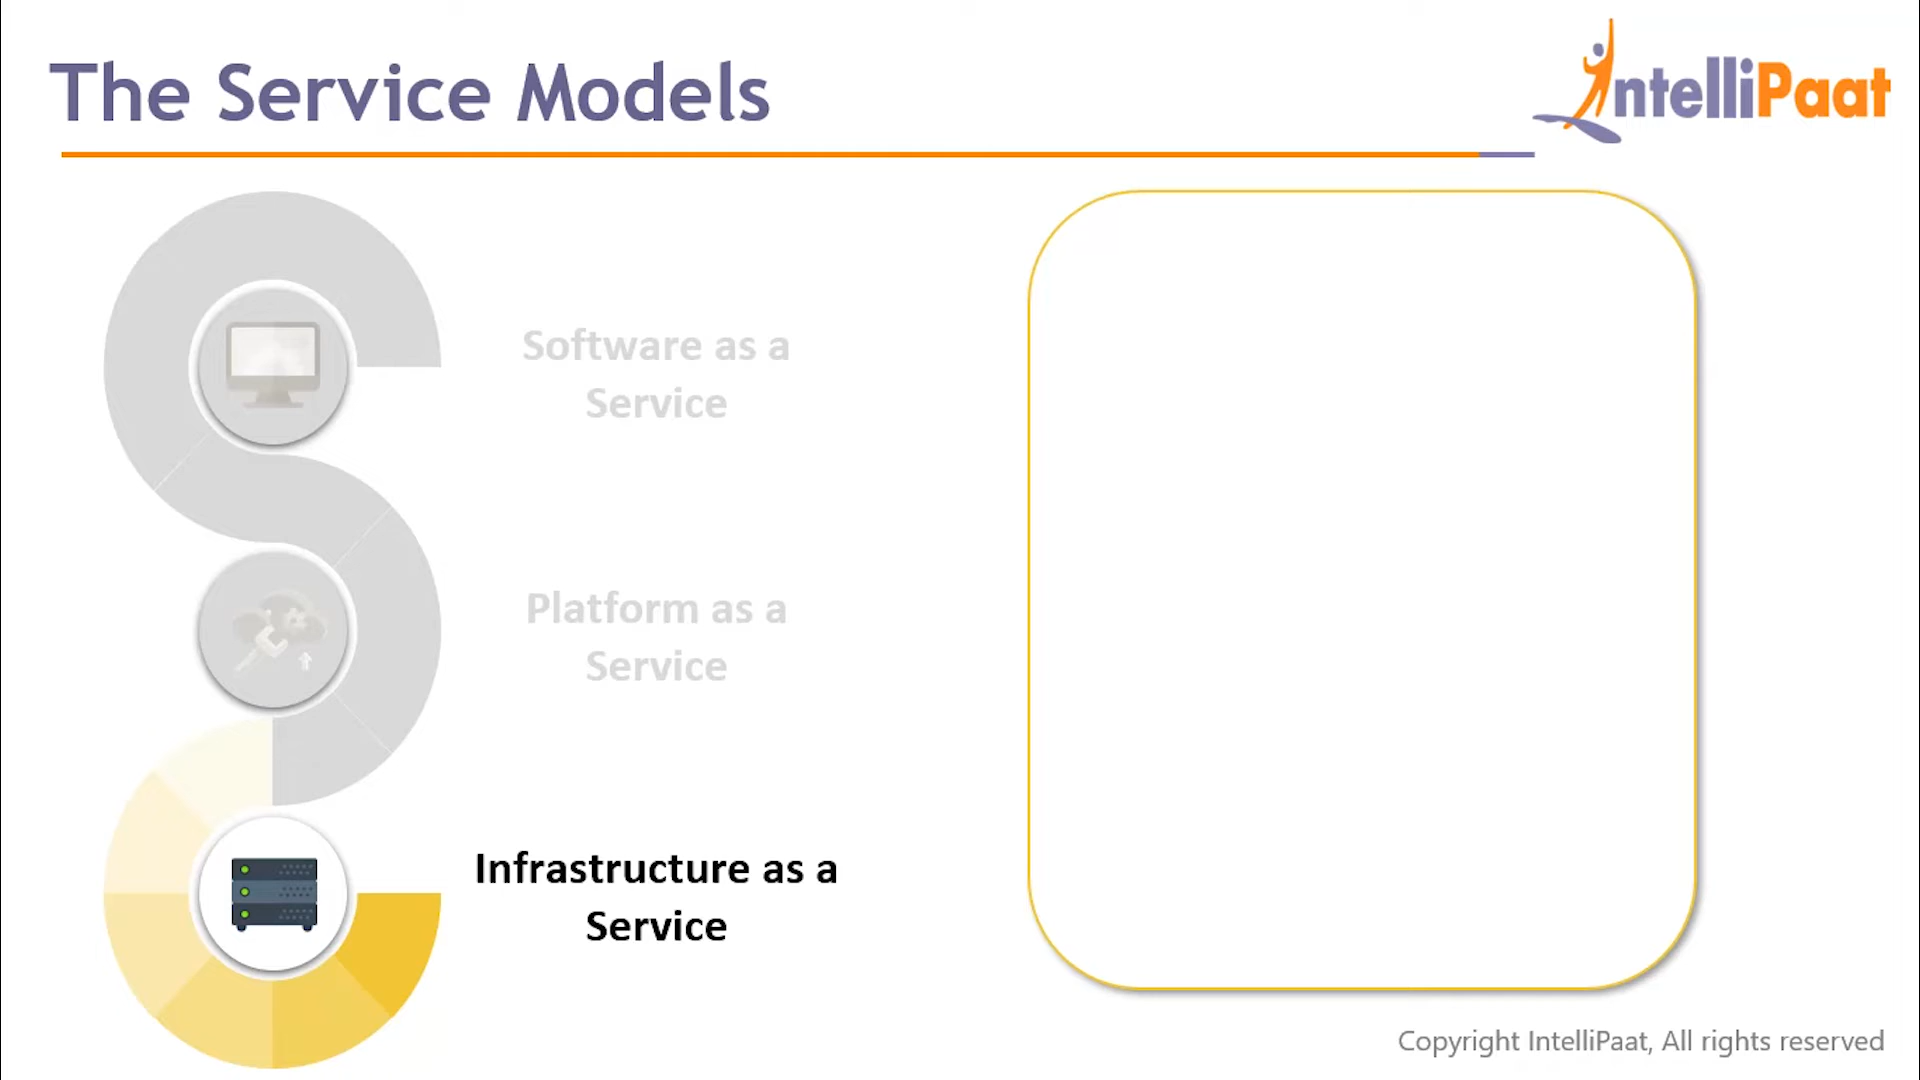 The Service Models
IntelliPaat
Software as a
Service
Platform as a
Service
Infrastructure as a
Service
Copyright IntelliPaat, All rights reserved